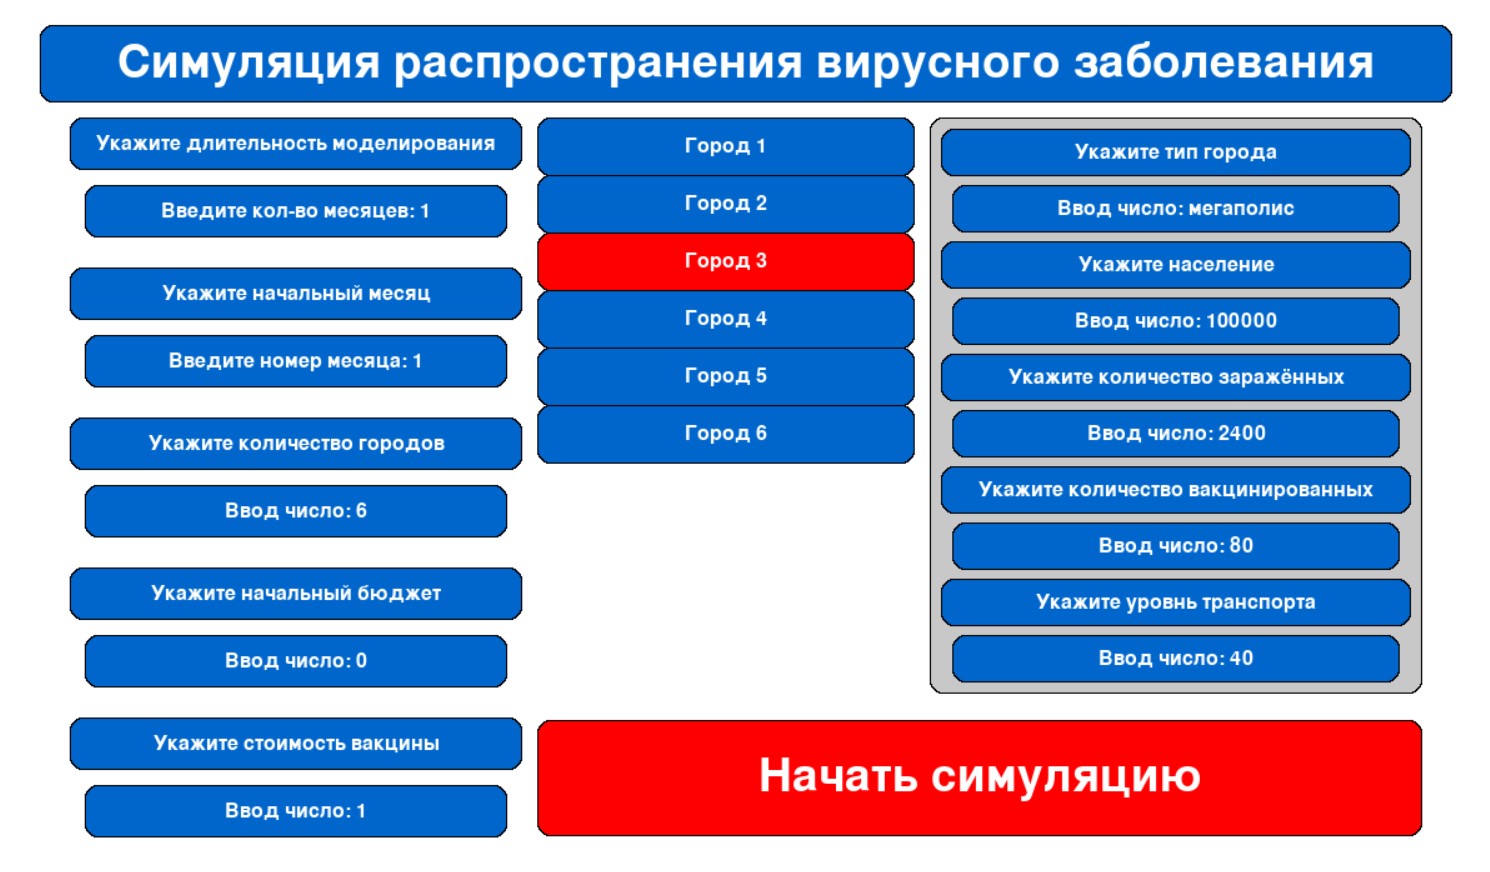 Симуляция распространения вирусного заболевания
Укажите длительность моделирования
Введите кол-во месяцев: 1
Укажите начальный месяц
Введите номер месяца: 1
Укажите количество городов
Ввод число: 6
Укажите начальный бюджет
Ввод число: 0
Укажите стоимость вакцины
Ввод число: 1
Город 1
Город 2
Город 3
Город 4
Город 5
Город 6
Укажите тип города
Ввод число: мегаполис
Укажите население
Ввод число: 100000
Укажите количество заражённых
Ввод число: 2400
Укажите количество вакцинированных
Ввод число: 80
Укажите уровнь транспорта
Ввод число: 40
Начать симуляцию